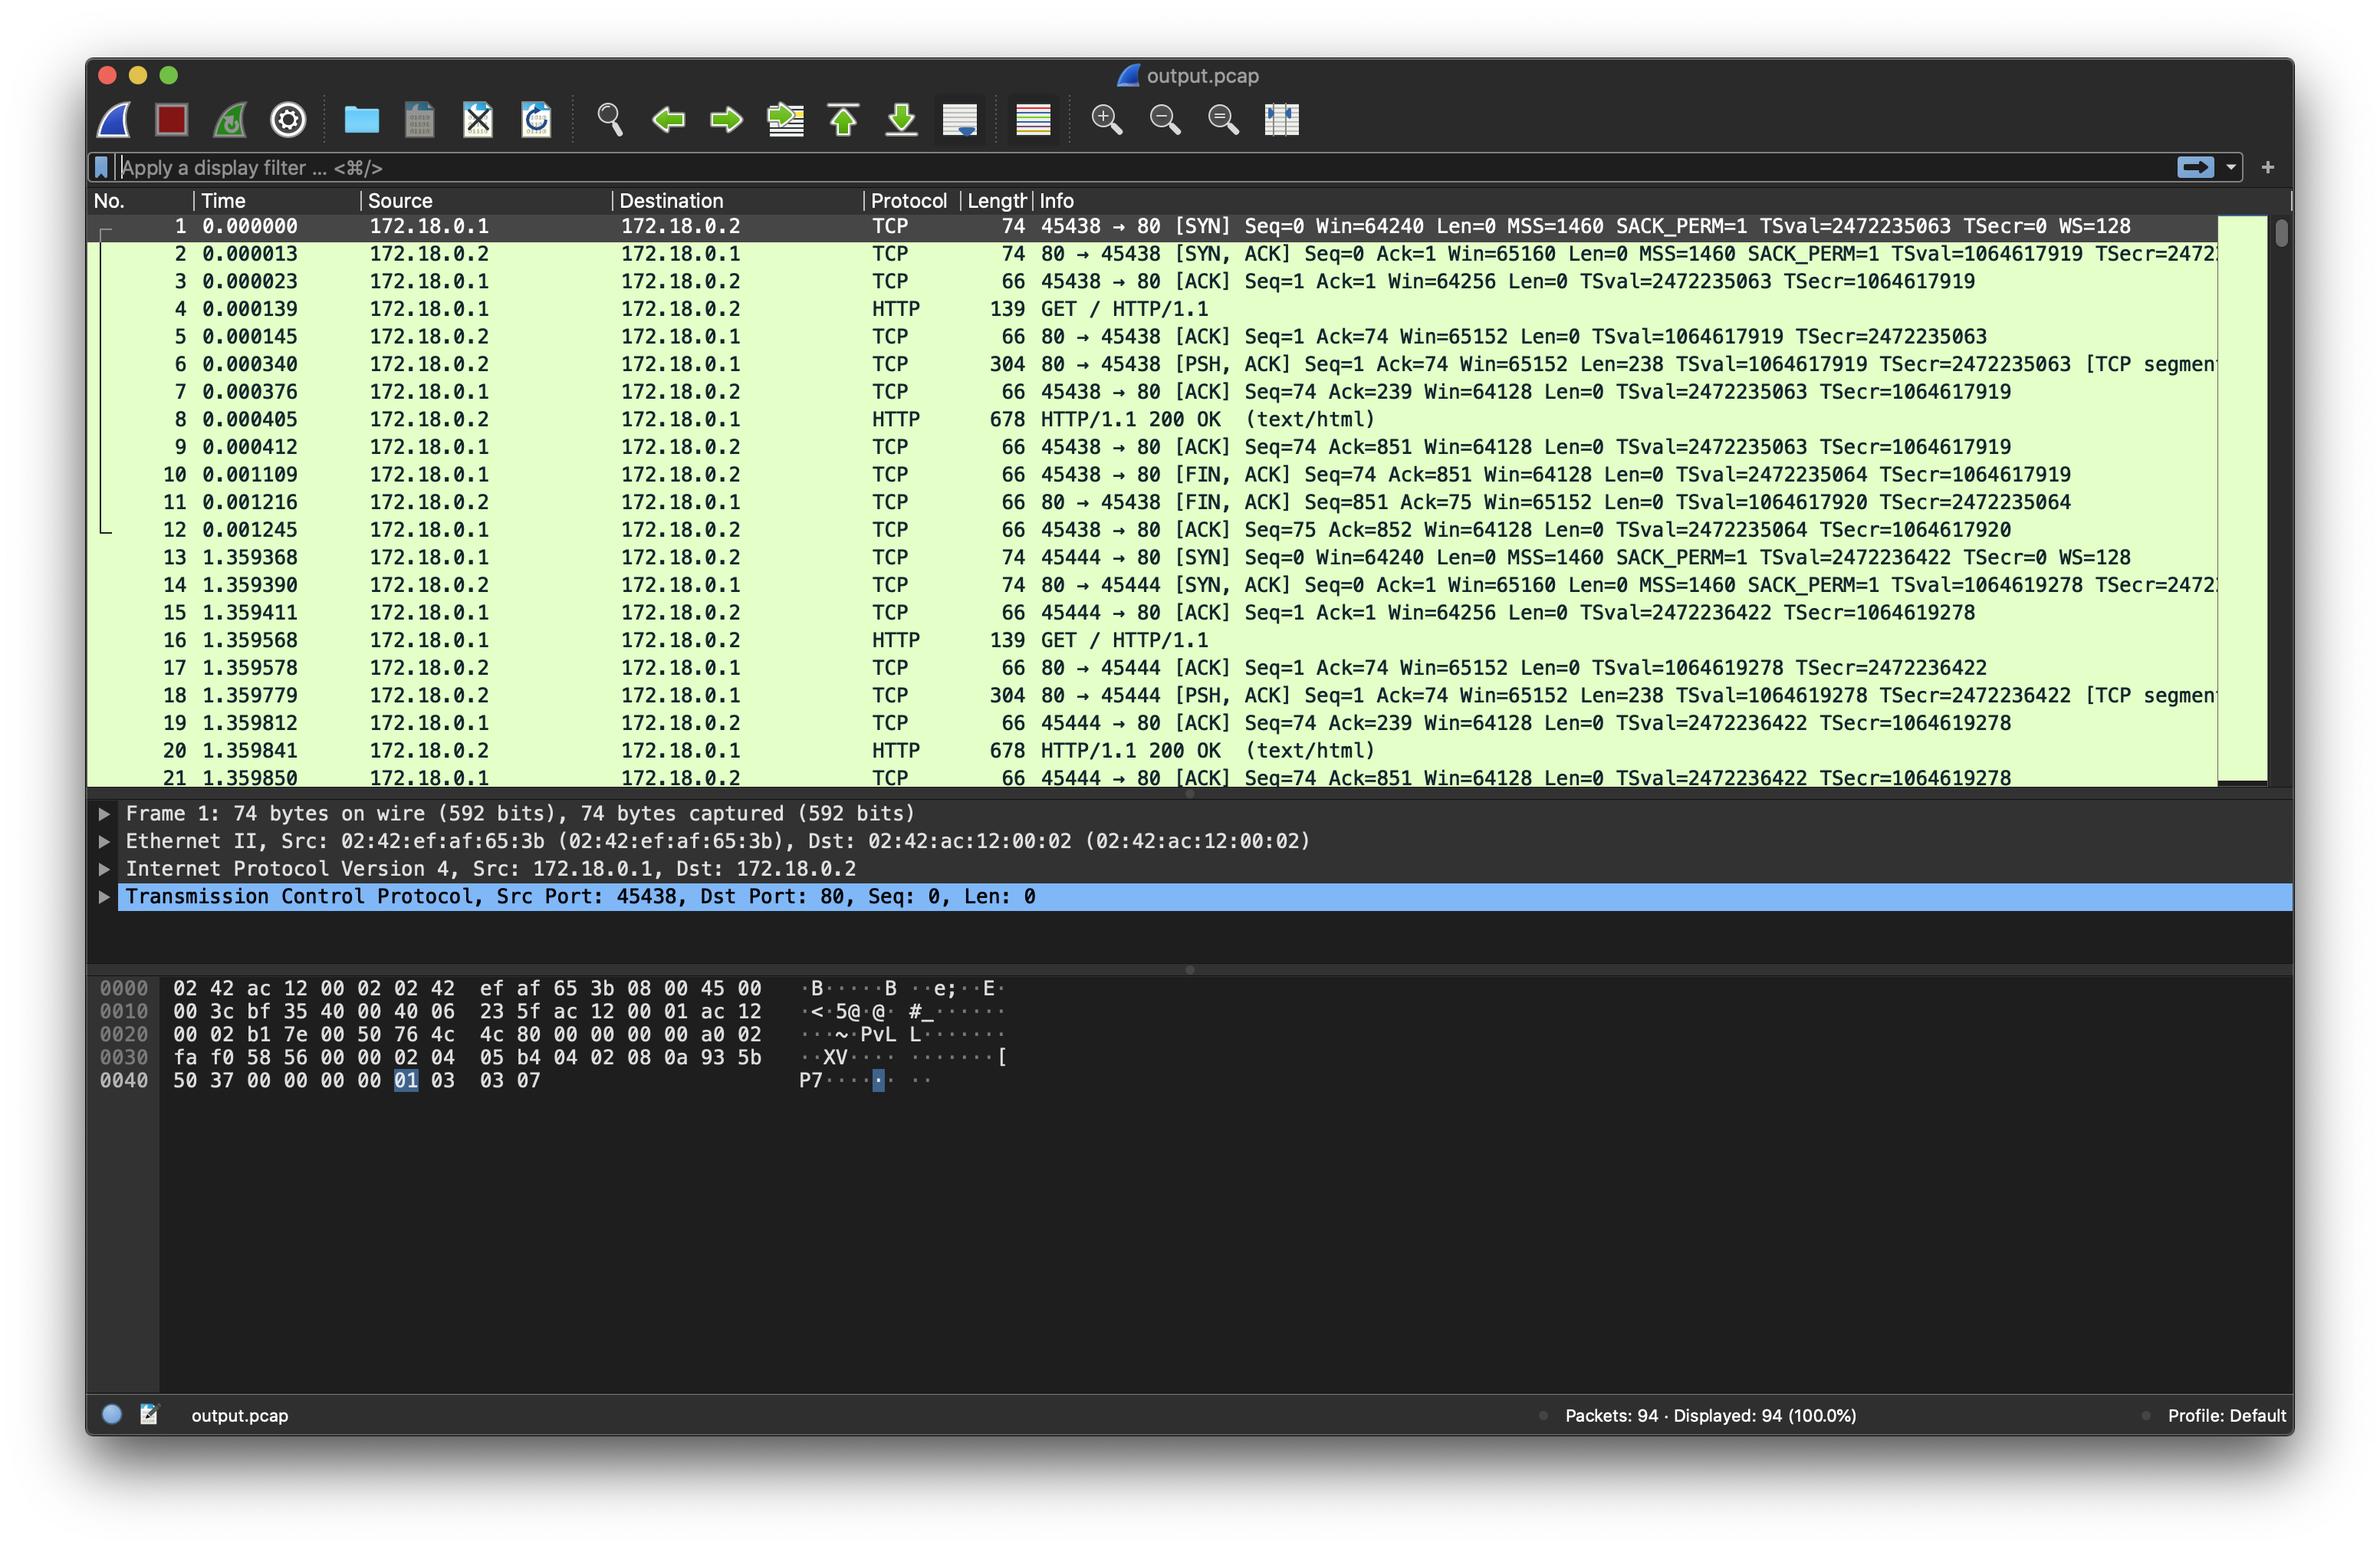 output.pcap
Apply a display filter ... <⌘/>
+
No. Time Source Destination Protocol Length Info
1 0.000000 172.18.0.1 172.18.0.2 TCP 74 45438 → 80 [SYN] Seq=0 Win=64240 Len=0 MSS=1460 SACK_PERM=1 TSval=2472235063 TSecr=0 WS=128
2 0.000013 172.18.0.2 172.18.0.1 TCP 74 80 → 45438 [SYN, ACK] Seq=0 Ack=1 Win=65160 Len=0 MSS=1460 SACK_PERM=1 TSval=1064617919 TSecr=2472
3 0.000023 172.18.0.1 172.18.0.2 TCP 66 45438 → 80 [ACK] Seq=1 Ack=1 Win=64256 Len=0 TSval=2472235063 TSecr=1064617919
4 0.000139 172.18.0.1 172.18.0.2 HTTP 139 GET / HTTP/1.1
5 0.000145 172.18.0.2 172.18.0.1 TCP 66 80 → 45438 [ACK] Seq=1 Ack=74 Win=65152 Len=0 TSval=1064617919 TSecr=2472235063
6 0.000340 172.18.0.2 172.18.0.1 TCP 304 80 → 45438 [PSH, ACK] Seq=1 Ack=74 Win=65152 Len=238 TSval=1064617919 TSecr=2472235063 [TCP segmen
7 0.000376 172.18.0.1 172.18.0.2 TCP 66 45438 → 80 [ACK] Seq=74 Ack=239 Win=64128 Len=0 TSval=2472235063 TSecr=1064617919
8 0.000405 172.18.0.2 172.18.0.1 HTTP 678 HTTP/1.1 200 OK (text/html)
9 0.000412 172.18.0.1 172.18.0.2 TCP 66 45438 → 80 [ACK] Seq=74 Ack=851 Win=64128 Len=0 TSval=2472235063 TSecr=1064617919
10 0.001109 172.18.0.1 172.18.0.2 TCP 66 45438 → 80 [FIN, ACK] Seq=74 Ack=851 Win=64128 Len=0 TSval=2472235064 TSecr=1064617919
11 0.001216 172.18.0.2 172.18.0.1 TCP 66 80 → 45438 [FIN, ACK] Seq=851 Ack=75 Win=65152 Len=0 TSval=1064617920 TSecr=2472235064
12 0.001245 172.18.0.1 172.18.0.2 TCP 66 45438 → 80 [ACK] Seq=75 Ack=852 Win=64128 Len=0 TSval=2472235064 TSecr=1064617920
13 1.359368 172.18.0.1 172.18.0.2 TCP 74 45444 → 80 [SYN] Seq=0 Win=64240 Len=0 MSS=1460 SACK_PERM=1 TSval=2472236422 TSecr=0 WS=128
14 1.359390 172.18.0.2 172.18.0.1 TCP 74 80 → 45444 [SYN, ACK] Seq=0 Ack=1 Win=65160 Len=0 MSS=1460 SACK_PERM=1 TSval=1064619278 TSecr=2472
15 1.359411 172.18.0.1 172.18.0.2 TCP 66 45444 → 80 [ACK] Seq=1 Ack=1 Win=64256 Len=0 TSval=2472236422 TSecr=1064619278
16 1.359568 172.18.0.1 172.18.0.2 HTTP 139 GET / HTTP/1.1
17 1.359578 172.18.0.2 172.18.0.1 TCP 66 80 → 45444 [ACK] Seq=1 Ack=74 Win=65152 Len=0 TSval=1064619278 TSecr=2472236422
18 1.359779 172.18.0.2 172.18.0.1 TCP 304 80 → 45444 [PSH, ACK] Seq=1 Ack=74 Win=65152 Len=238 TSval=1064619278 TSecr=2472236422 [TCP segmen
19 1.359812 172.18.0.1 172.18.0.2 TCP 66 45444 → 80 [ACK] Seq=74 Ack=239 Win=64128 Len=0 TSval=2472236422 TSecr=1064619278
20 1.359841 172.18.0.2 172.18.0.1 HTTP 678 HTTP/1.1 200 OK (text/html)
21 1.359850 172.18.0.1 172.18.0.2 TCP 66 45444 → 80 [ACK] Seq=74 Ack=851 Win=64128 Len=0 TSval=2472236422 TSecr=1064619278
Frame 1: 74 bytes on wire (592 bits), 74 bytes captured (592 bits)
Ethernet II, Src: 02:42:ef:af:65:3b (02:42:ef:af:65:3b), Dst: 02:42:ac:12:00:02 (02:42:ac:12:00:02)
Internet Protocol Version 4, Src: 172.18.0.1, Dst: 172.18.0.2
Transmission Control Protocol, Src Port: 45438, Dst Port: 80, Seq: 0, Len: 0
0000 02 42 ac 12 00 02 02 42 ef af 65 3b 08 00 45 00 ·B·····B ··e;··E·
0010 00 3c bf 35 40 00 40 06 23 5f ac 12 00 01 ac 12 ·<·5@·@· #_······
0020 00 02 b1 7e 00 50 76 4c 4c 80 00 00 00 00 a0 02 ···~·PvL L·······
0030 fa f0 58 56 00 00 02 04 05 b4 04 02 08 0a 93 5b ··XV···· ·······[
0040 50 37 00 00 00 00 01 03 03 07 P7······ ··
output.pcap Packets: 94 · Displayed: 94 (100.0%) Profile: Default